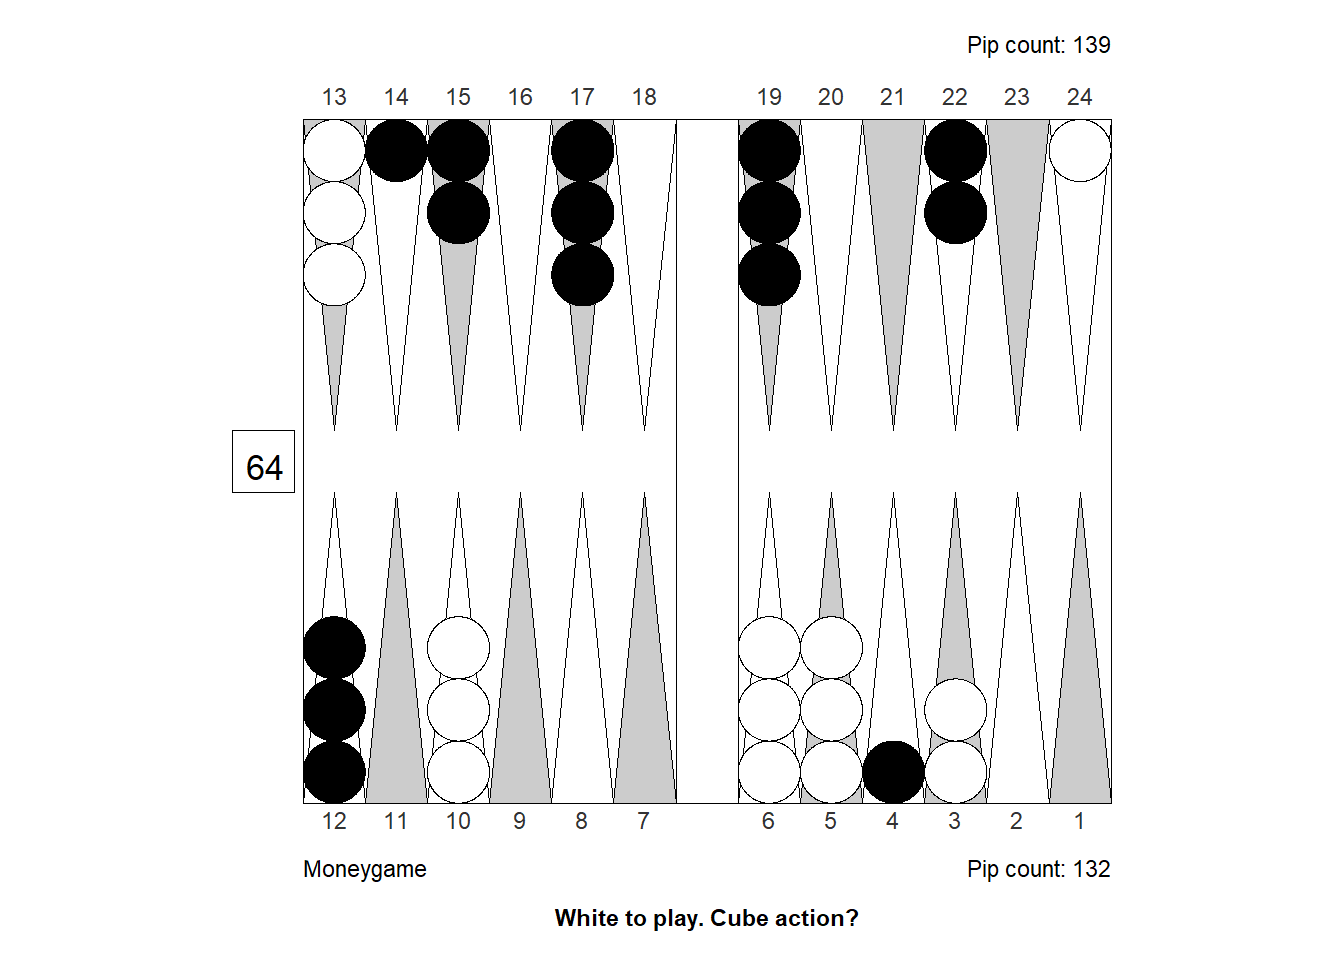 Pip count: 139
13 14 15 16 17 18 19 20 21 22 23 24
64
12 11 10 9 8 7 6 5 4 3 2 1
Moneygame Pip count: 132
White to play. Cube action?